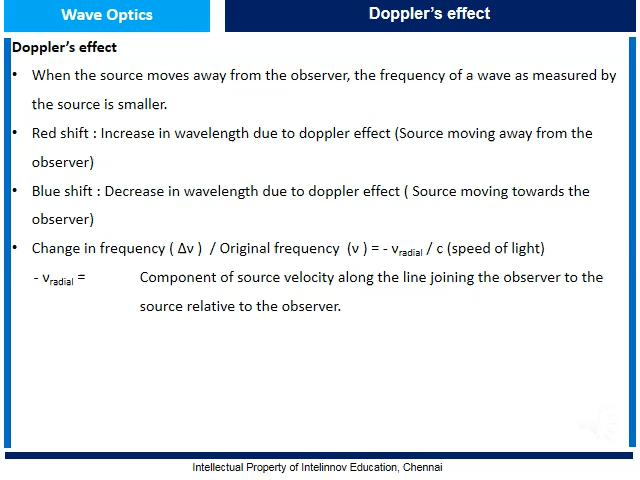 Wave Optics
Doppler's effect
Doppler's effect
• When the source moves away from the observer, the frequency of a wave as measured by
the source is smaller.
• Red shift : Increase in wavelength due to doppler effect (Source moving away from the
observer)
• Blue shift : Decrease in wavelength due to doppler effect ( Source moving towards the
observer)
• Change in frequency ( Δv ) / Original frequency (v ) = - vradial / c (speed of light)
- vradial = Component of source velocity along the line joining the observer to the
source relative to the observer.
Intellectual Property of Intelinnov Education, Chennai